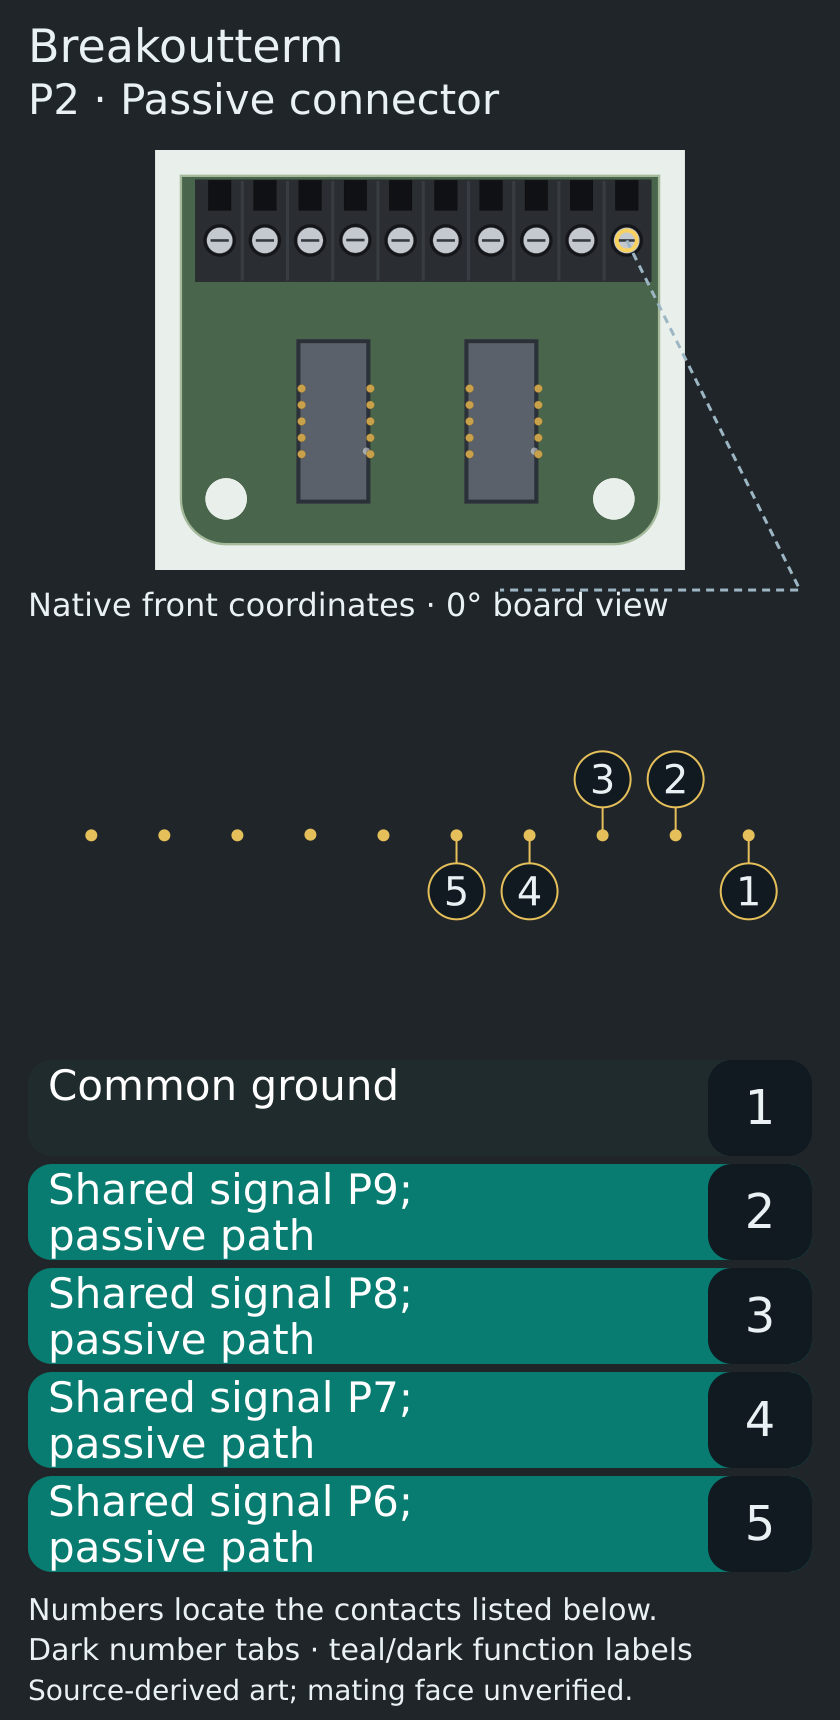 Breakoutterm
P2 · Passive connector
Native front coordinates · 0° board view
3 2
5 4 1
Common ground 1
Shared signal P9;
passive path 2
Shared signal P8;
passive path 3
Shared signal P7;
passive path 4
Shared signal P6;
passive path 5
Numbers locate the contacts listed below.
Dark number tabs · teal/dark function labels
Source-derived art; mating face unverified.